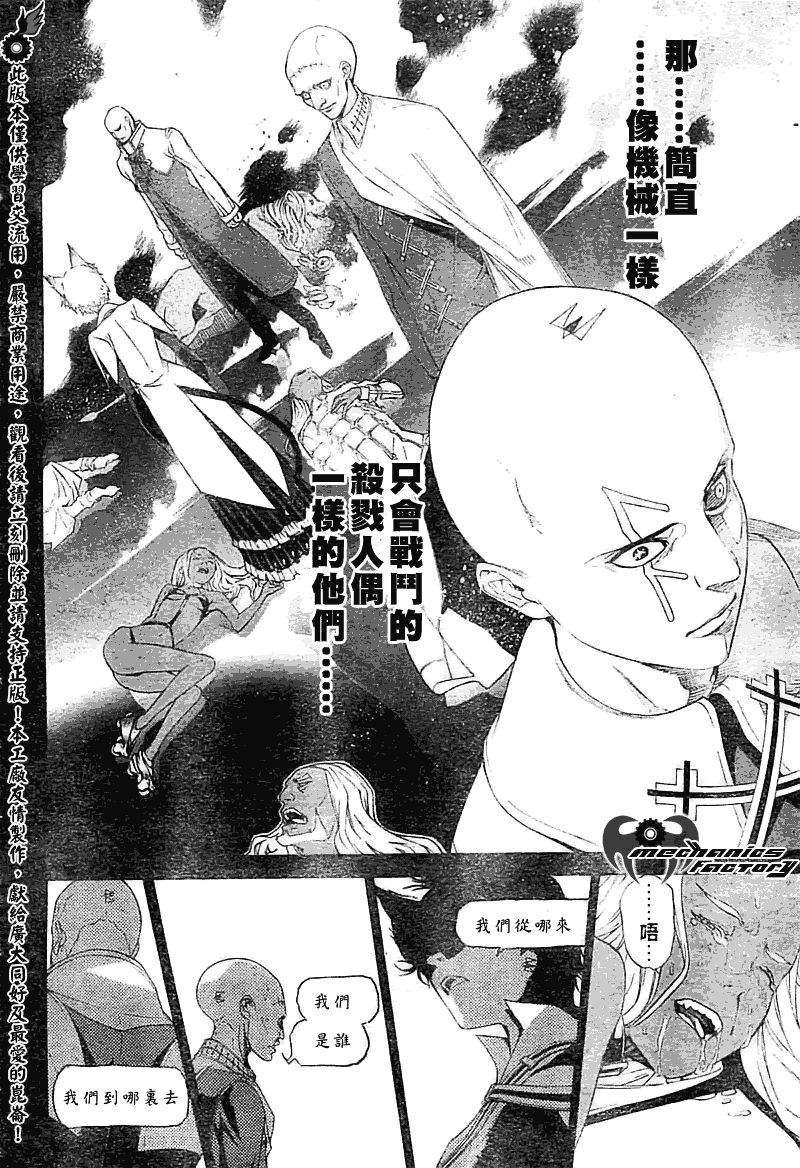 那………簡直
……像機械一樣
只會戰鬥的
殺戮人偶
一樣的他們……
mechanics
factory
……唔
我們從哪來
我們
是誰
我們到哪裏去
此版本僅供學習交流用，嚴禁商業用途，觀看後請立刻刪除並請支持正版！本工廠友情製作，獻給廣大同好及最愛的崑崙！